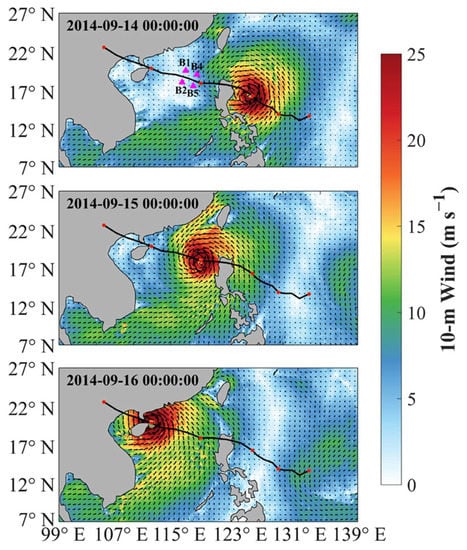 27° N
2014-09-14 00:00:00
22° N
B1 B4
17° N
B2 B5
12° N
7° N
27° N
2014-09-15 00:00:00
22° N
17° N
12° N
7° N
27° N
2014-09-16 00:00:00
22° N
17° N
12° N
7° N
99° E 107° E 115° E 123° E 131° E 139° E
25
20
15
10
5
0
10-m Wind (m s⁻¹)